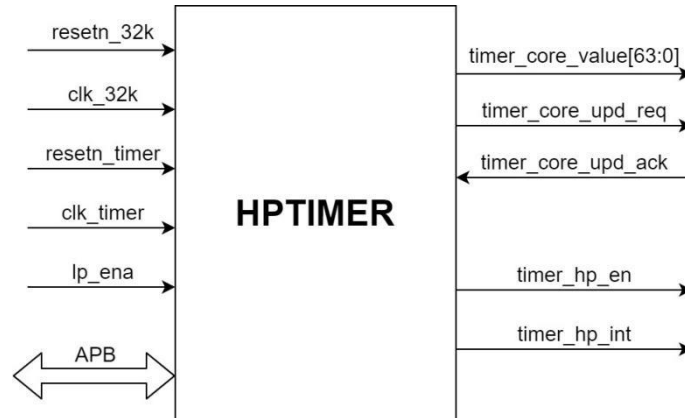 resetn_32k
clk_32k
resetn_timer
clk_timer
lp_ena
APB
HPTIMER
timer_core_value[63:0]
timer_core_upd_req
timer_core_upd_ack
timer_hp_en
timer_hp_int